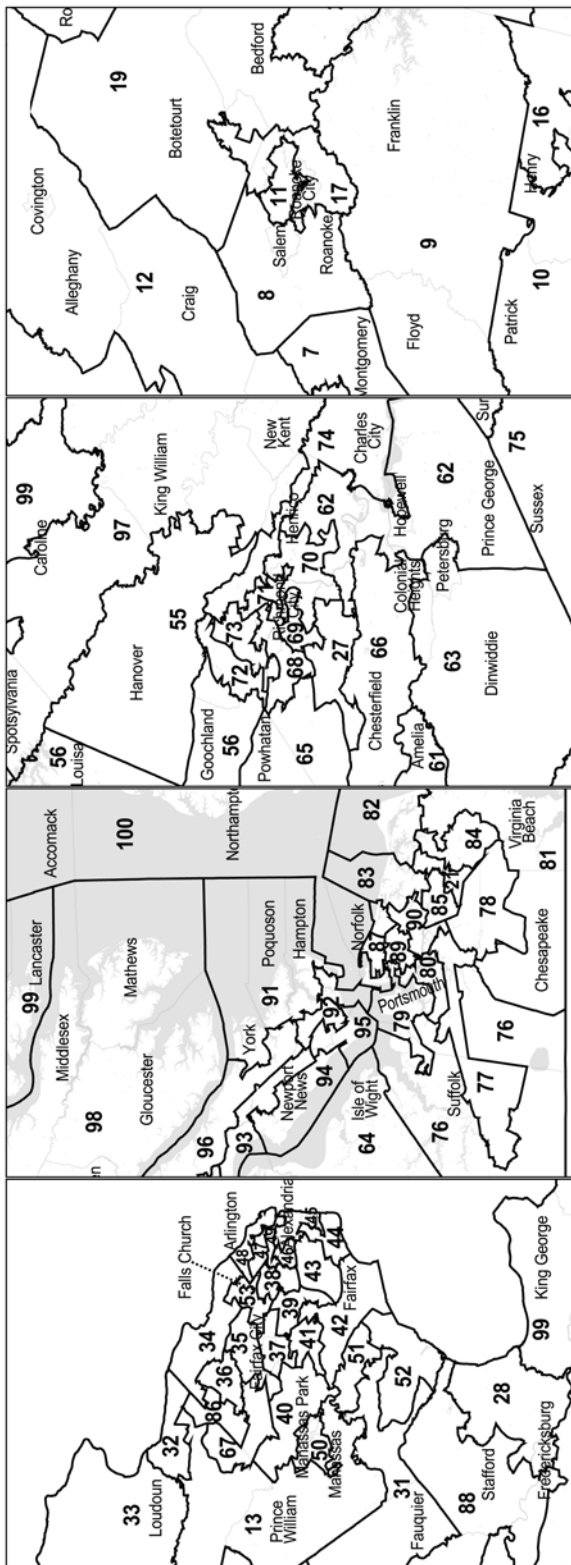 33
Loudoun
32
34
Falls Church
Arlington
86
67
36
35
48
53
47
49
Fairfax City
38
46
13
Prince
William
37
39
45
40
Manassas Park
41
43
44
50
Manassas
42
Fairfax
51
52
31
Fauquier
88
Stafford
28
Fredericksburg
99
King George
99
Lancaster
Accomack
Middlesex
98
Mathews
100
Gloucester
96
93
York
91
Poquoson
Northampt
Newport
News
94
92
Hampton
95
Isle of
Wight
64
Norfolk
83
82
79
89
90
Portsmouth
80
85
21
84
76
Suffolk
77
76
78
Virginia
Beach
Chesapeake
81
Spotsylvania
Caroline
99
56
Louisa
97
Hanover
King William
55
Goochland
56
72
73
Powhatan
Richmond
City
Henrico
New
Kent
68
69
70
62
74
65
27
Charles
City
Chesterfield
66
Amelia
61
Colonial
Heights
Hopewell
63
Petersburg
62
Dinwiddie
Prince George
Sussex
75
Sur
Covington
Ro
Alleghany
19
12
Craig
Botetourt
7
8
Salem
11
Roanoke
City
Bedford
Montgomery
Roanoke
17
Floyd
9
Franklin
Patrick
10
Henry
16